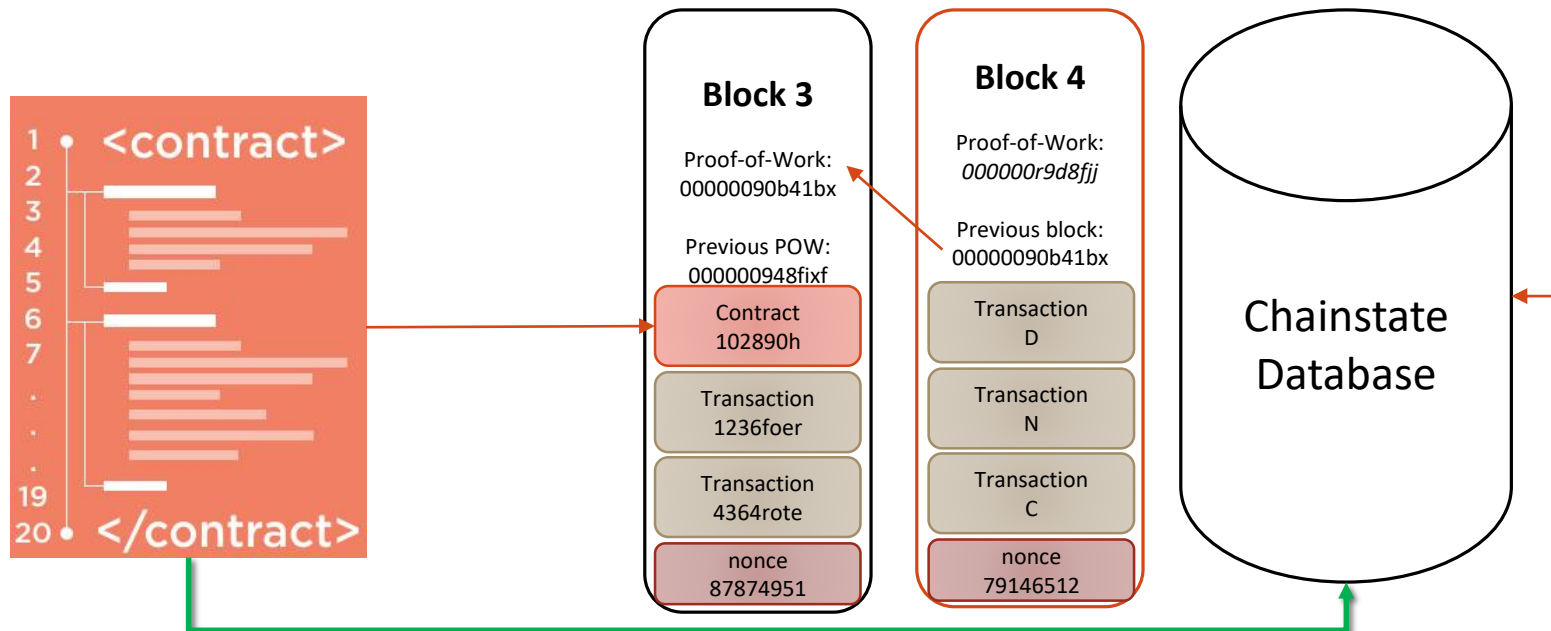 1
<contract>
2
3
4
5
6
7
.
.
.
19
20
</contract>
Block 3
Proof-of-Work:
00000090b41bx
Previous POW:
000000948fixf
Contract
102890h
Transaction
1236foer
Transaction
4364rote
nonce
87874951
Block 4
Proof-of-Work:
000000r9d8fjj
Previous block:
00000090b41bx
Transaction
D
Transaction
N
Transaction
C
nonce
79146512
Chainstate
Database